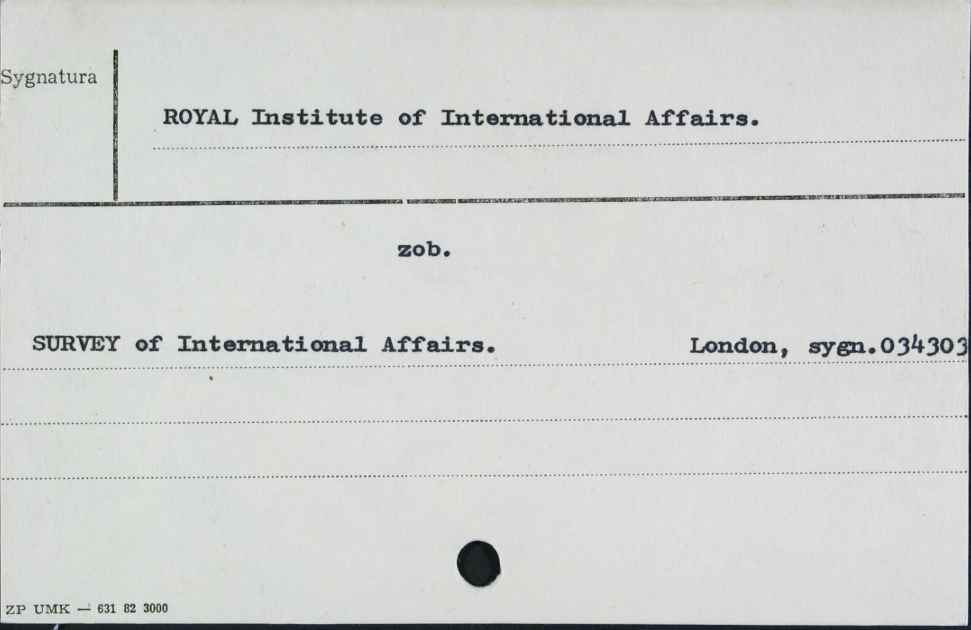 Sygnatura
ROYAL Institute of International Affairs.
zob.
SURVEY of International Affairs. London, sygn.034303
ZP UMK — 631 82 3000